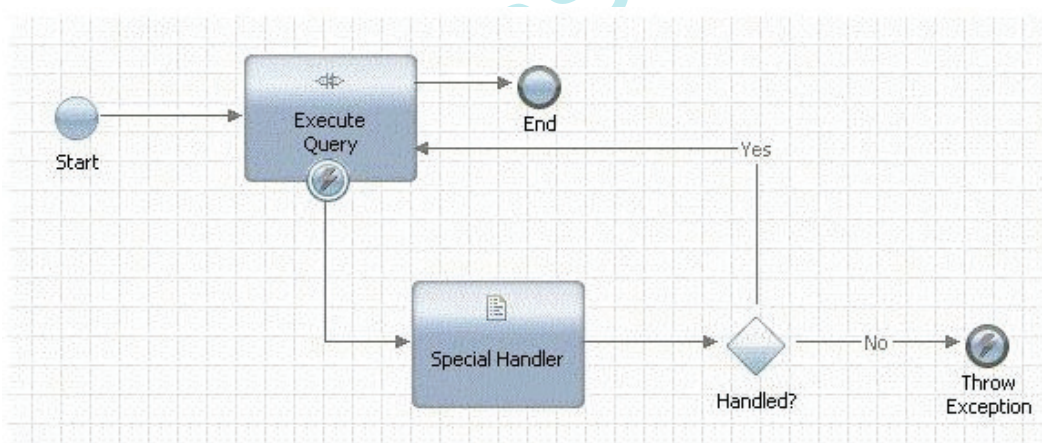 Execute
Query
End
Start
Yes
Special Handler
No
Handled?
Throw
Exception